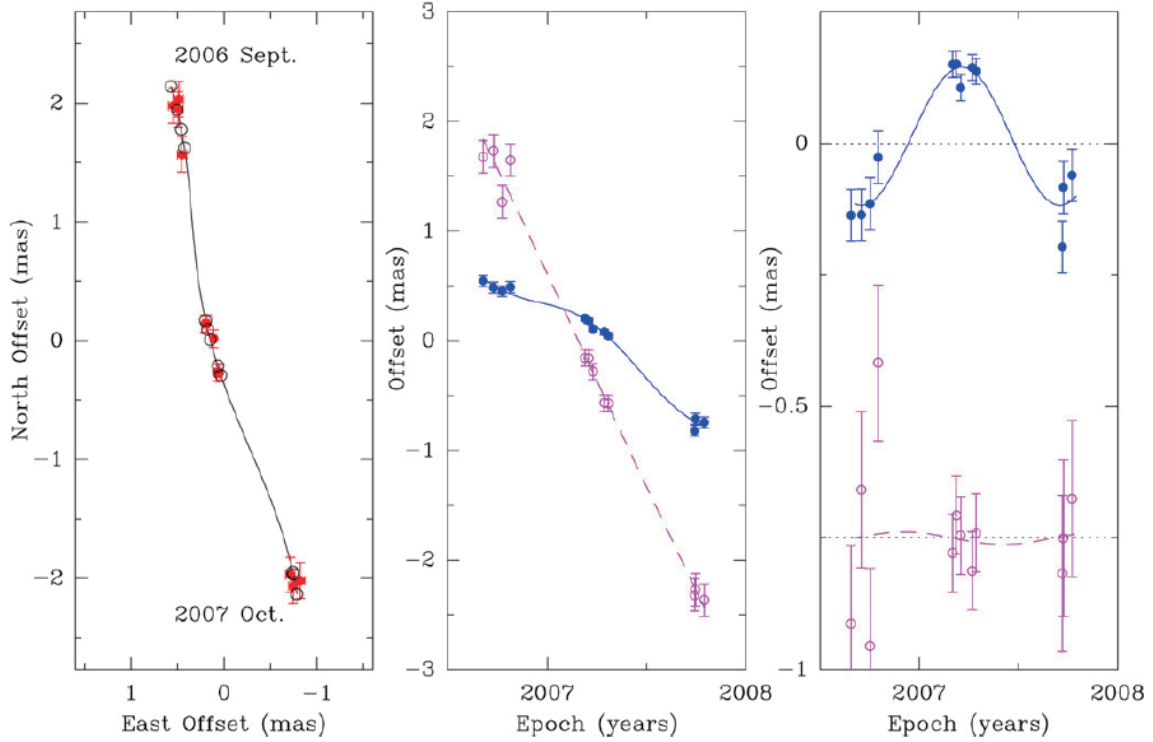 2006 Sept.
2007 Oct.
2
1
0
−1
−2
North Offset (mas)
1 0 −1
East Offset (mas)
3
2
1
0
−1
−2
−3
Offset (mas)
2007 2008
Epoch (years)
0
−0.5
−1
Offset (mas)
2007 2008
Epoch (years)